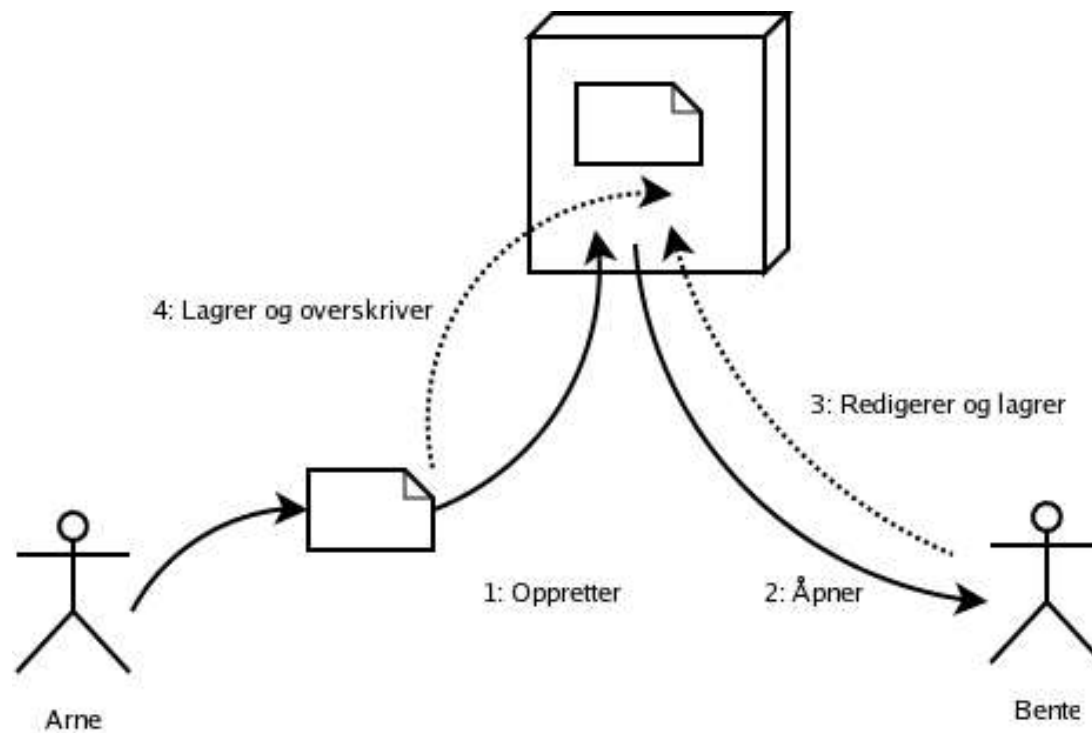 4: Lagrer og overskriver
3: Redigerer og lagrer
1: Oppretter
2: Åpner
Arne
Bente